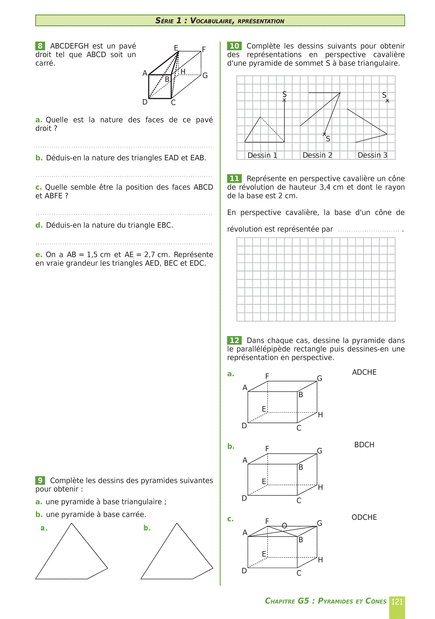 SÉRIE 1 : VOCABULAIRE, RPRÉSENTATION
8 ABCDEFGH est un pavé
droit tel que ABCD soit un
carré.
E
F
A
B
H
G
D
C
a. Quelle est la nature des faces de ce pavé
droit ?
b. Déduis-en la nature des triangles EAD et EAB.
c. Quelle semble être la position des faces ABCD
et ABFE ?
d. Déduis-en la nature du triangle EBC.
e. On a AB = 1,5 cm et AE = 2,7 cm. Représente
en vraie grandeur les triangles AED, BEC et EDC.
9 Complète les dessins des pyramides suivantes
pour obtenir :
a. une pyramide à base triangulaire ;
b. une pyramide à base carrée.
a.
b.
10 Complète les dessins suivants pour obtenir
des représentations en perspective cavalière
d'une pyramide de sommet S à base triangulaire.
S
S
S
Dessin 1
Dessin 2
Dessin 3
11 Représente en perspective cavalière un cône
de révolution de hauteur 3,4 cm et dont le rayon
de la base est 2 cm.
En perspective cavalière, la base d'un cône de
révolution est représentée par .......................... .
12 Dans chaque cas, dessine la pyramide dans
le parallélépipède rectangle puis dessines-en une
représentation en perspective.
a.
ADCHE
F
G
A
B
E
H
D
C
b.
BDCH
F
G
A
B
E
H
D
C
c.
ODCHE
F
O
G
A
B
E
H
D
C
CHAPITRE G5 : PYRAMIDES ET CÔNES 121